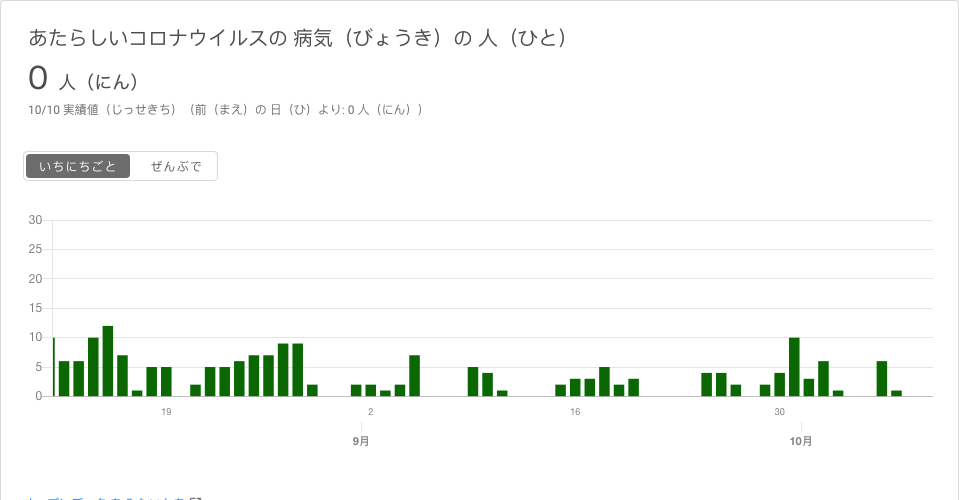 あたらしいコロナウイルスの 病気（びょうき）の 人（ひと）
0 人（にん）
10/10 実績値（じっせきち）（前（まえ）の 日（ひ）より: 0 人（にん））
いちにちごと ぜんぶで
30
25
20
15
10
5
0
19 2 16 30
9月 10月